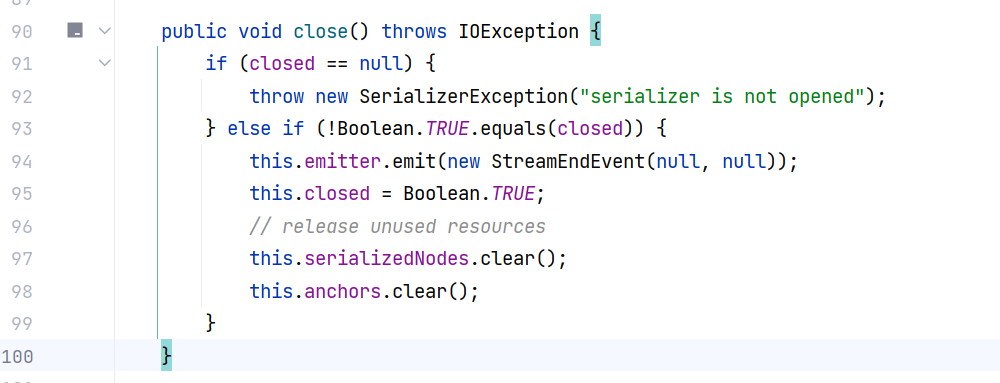 90 public void close() throws IOException {
91 if (closed == null) {
92 throw new SerializerException("serializer is not opened");
93 } else if (!Boolean.TRUE.equals(closed)) {
94 this.emitter.emit(new StreamEndEvent(null, null));
95 this.closed = Boolean.TRUE;
96 // release unused resources
97 this.serializedNodes.clear();
98 this.anchors.clear();
99 }
100 }